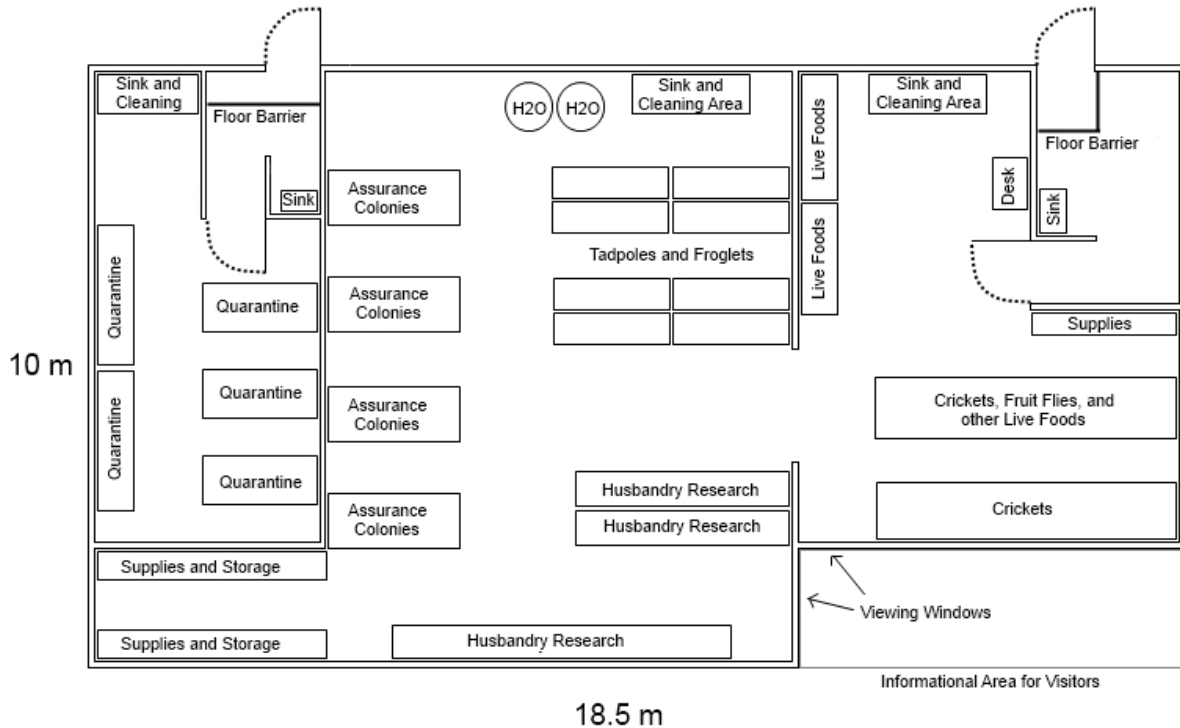 Sink and
Cleaning
Floor Barrier
Sink
H2O
H2O
Sink and
Cleaning Area
Live Foods
Live Foods
Sink and
Cleaning Area
Desk
Floor Barrier
Sink
Assurance
Colonies
Tadpoles and Froglets
Quarantine
Quarantine
Assurance
Colonies
Supplies
10 m
Quarantine
Quarantine
Assurance
Colonies
Crickets, Fruit Flies, and
other Live Foods
Quarantine
Assurance
Colonies
Husbandry Research
Husbandry Research
Crickets
Supplies and Storage
Supplies and Storage
Husbandry Research
Viewing Windows
Informational Area for Visitors
18.5 m